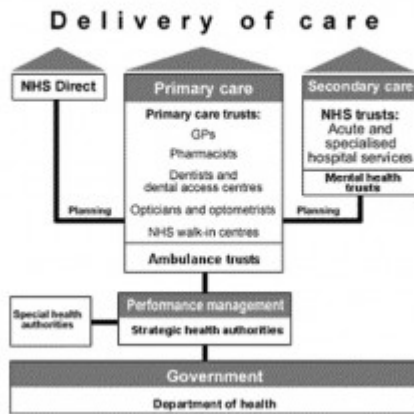 Delivery of care
NHS Direct
Primary care
Primary care trusts:
GPs
Pharmacists
Dentists and
dental access centres
Opticians and optometrists
NHS walk-in centres
Ambulance trusts
Secondary care
NHS trusts:
Acute and
specialised
hospital services
Mental health
trusts
Planning
Planning
Special health
authorities
Performance management
Strategic health authorities
Government
Department of health